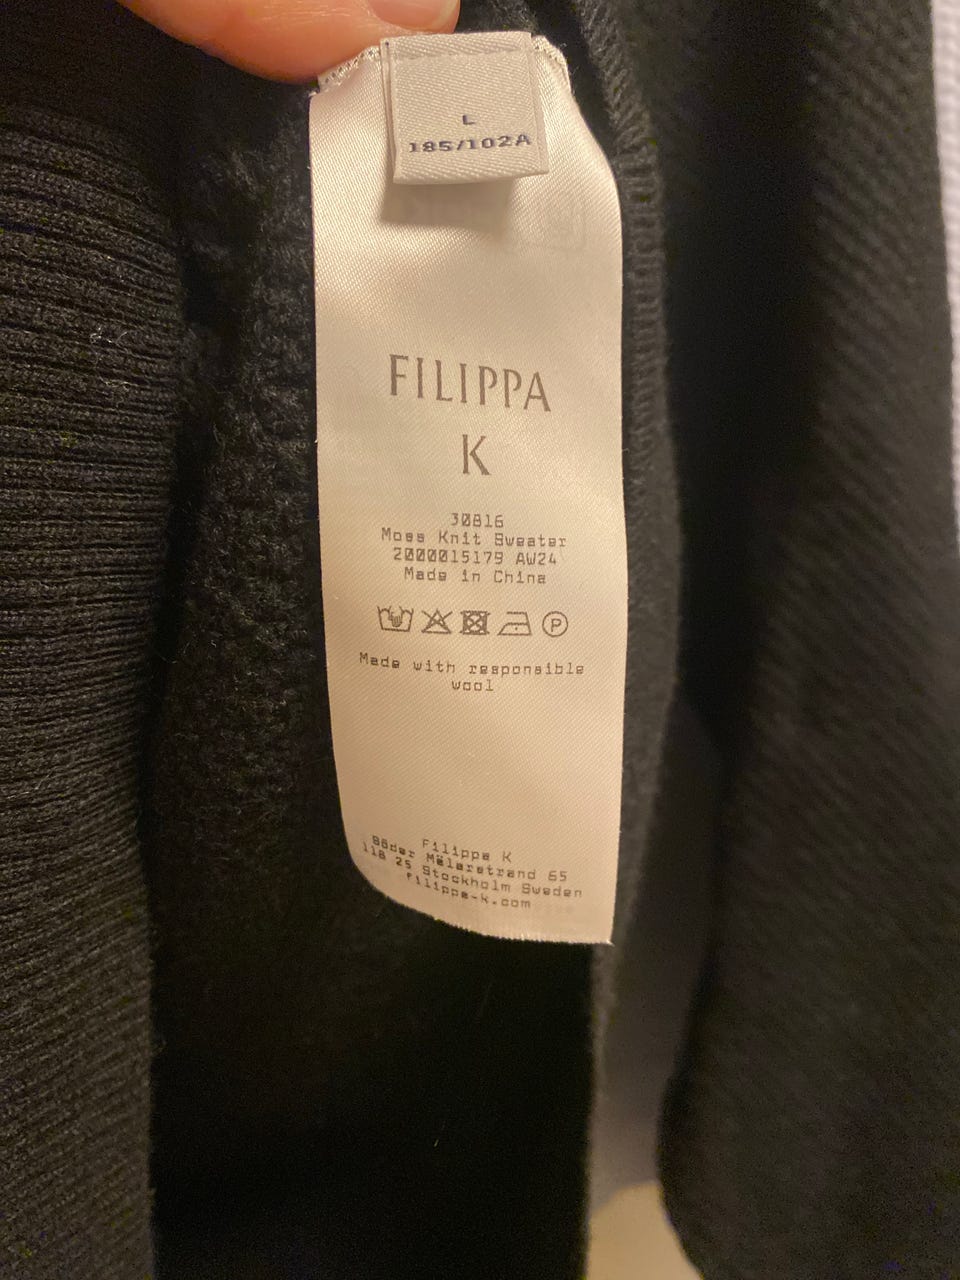 L
185/102A
FILIPPA
K
30816
Moss Knit Sweater
2000015179 AW24
Made in China
P
Made with responsible
wool
Filippa K
Söder Mälarstrand 65
118 25 Stockholm Sweden
filippa-k.com